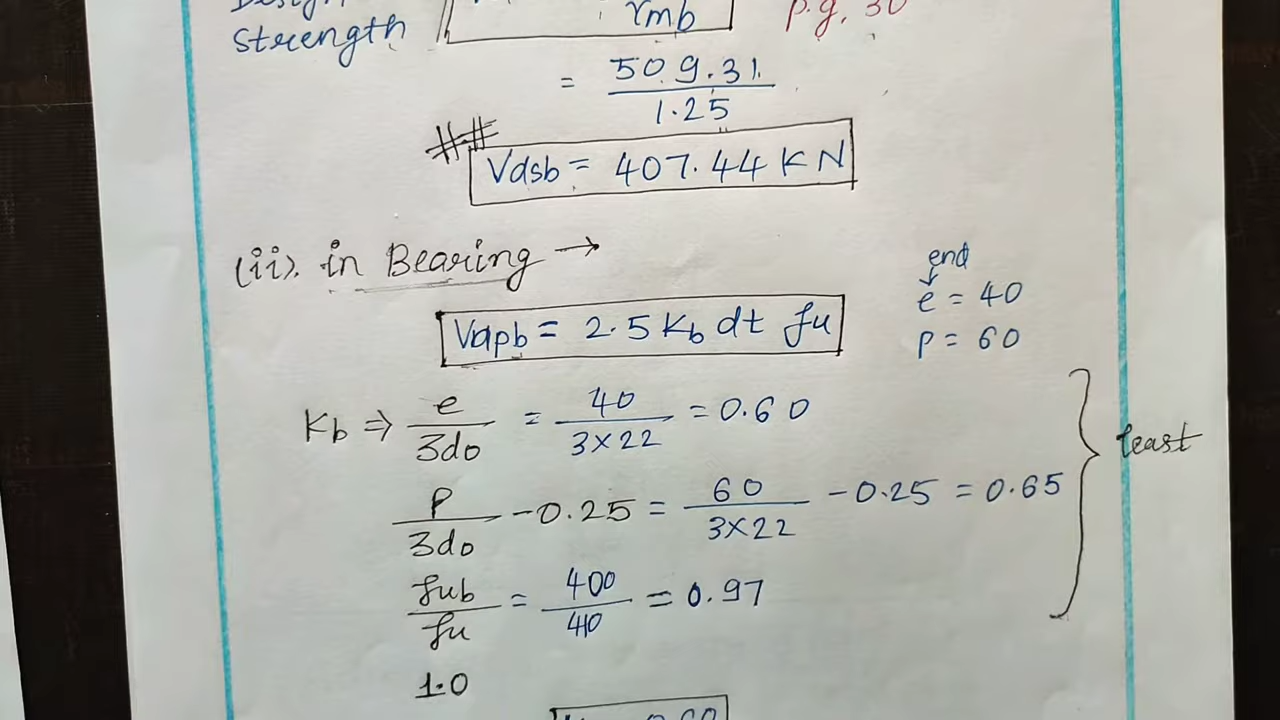 Strength
γmb
p.g. 30
= 509.31 / 1.25
## Vdsb = 407.44 KN
(ii). in Bearing →
end
↓
e = 40
Vdpb = 2.5 Kb dt fu
p = 60
Kb ⇒ e/3do = 40/3×22 = 0.60
least
P/3do - 0.25 = 60/3×22 - 0.25 = 0.65
fub/fu = 400/410 = 0.97
1.0